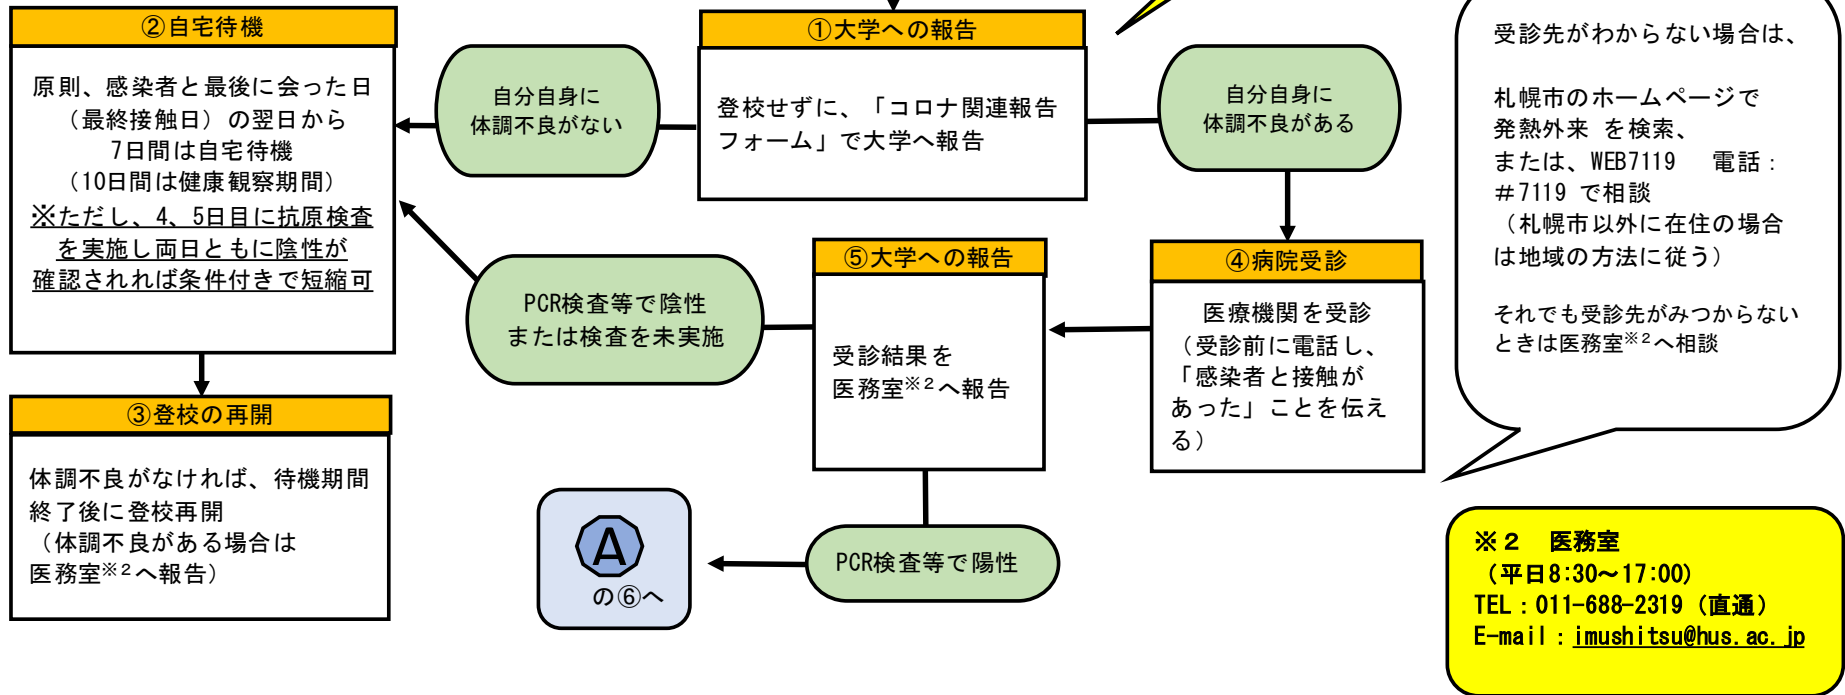 ②自宅待機
原則、感染者と最後に会った日
（最終接触日）の翌日から
7日間は自宅待機
（10日間は健康観察期間）
※ただし、4、5日目に抗原検査
を実施し両日ともに陰性が
確認されれば条件付きで短縮可
③登校の再開
体調不良がなければ、待機期間
終了後に登校再開
（体調不良がある場合は
医務室※２へ報告）
自分自身に
体調不良がない
①大学への報告
登校せずに、「コロナ関連報告
フォーム」で大学へ報告
自分自身に
体調不良がある
④病院受診
医療機関を受診
（受診前に電話し、
「感染者と接触が
あった」ことを伝え
る）
⑤大学への報告
受診結果を
医務室※２へ報告
PCR検査等で陰性
または検査を未実施
PCR検査等で陽性
A
の⑥へ
受診先がわからない場合は、
札幌市のホームページで
発熱外来 を検索、
または、WEB7119　電話：
＃7119 で相談
（札幌市以外に在住の場合
は地域の方法に従う）
それでも受診先がみつからない
ときは医務室※２へ相談
※２　医務室
（平日8:30～17:00)
TEL：011-688-2319（直通）
E-mail：imushitsu@hus.ac.jp